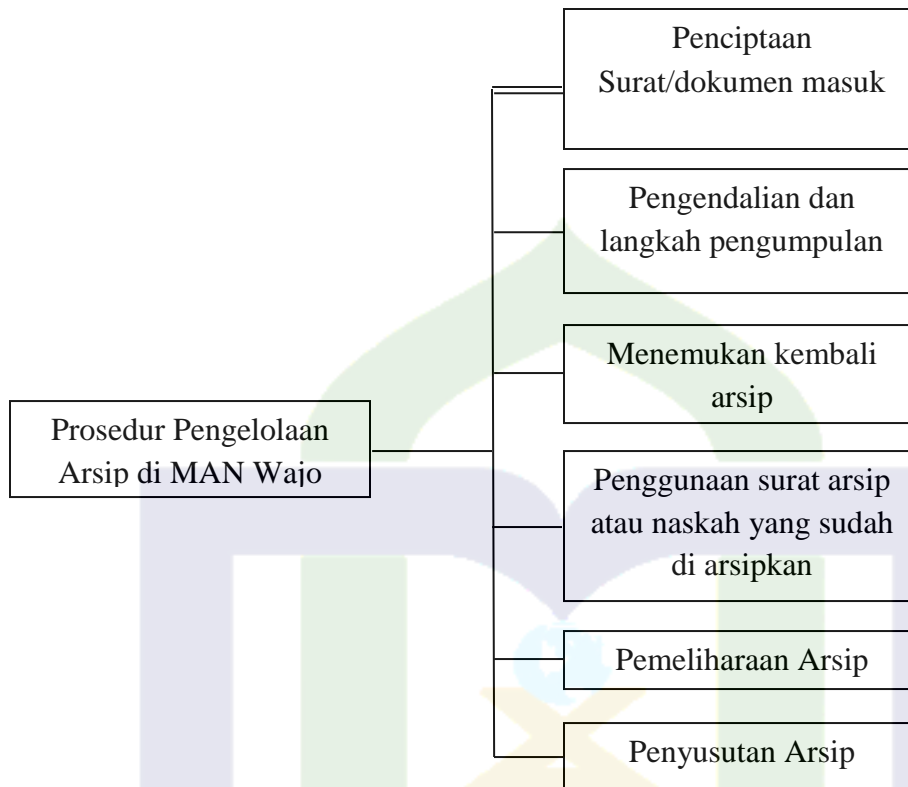 Penciptaan
Surat/dokumen masuk
Pengendalian dan
langkah pengumpulan
Menemukan kembali
arsip
Prosedur Pengelolaan
Arsip di MAN Wajo
Penggunaan surat arsip
atau naskah yang sudah
di arsipkan
Pemeliharaan Arsip
Penyusutan Arsip